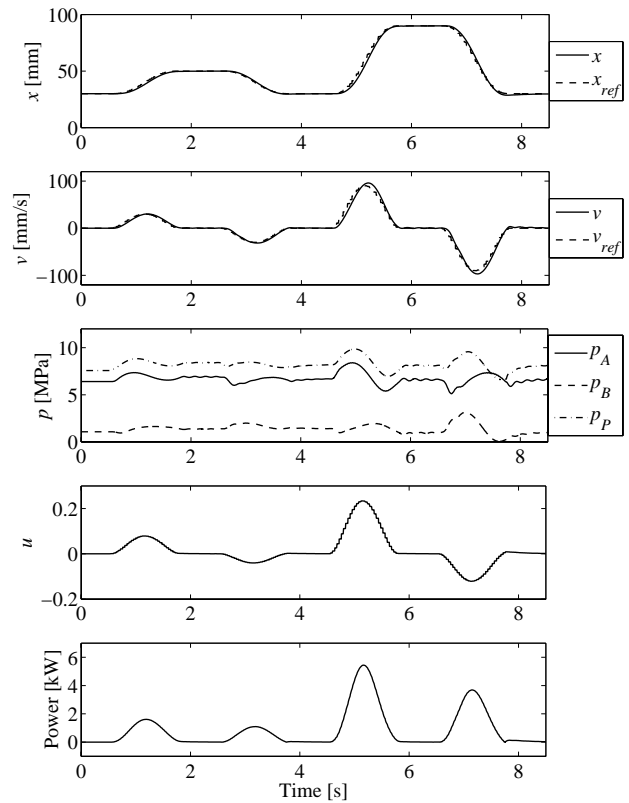 100
50
0
x [mm]
0 2 4 6 8
x
x_ref
100
0
−100
v [mm/s]
0 2 4 6 8
v
v_ref
10
5
0
p [MPa]
0 2 4 6 8
p_A
p_B
p_P
0.2
0
−0.2
u
0 2 4 6 8
6
4
2
0
Power [kW]
0 2 4 6 8
Time [s]